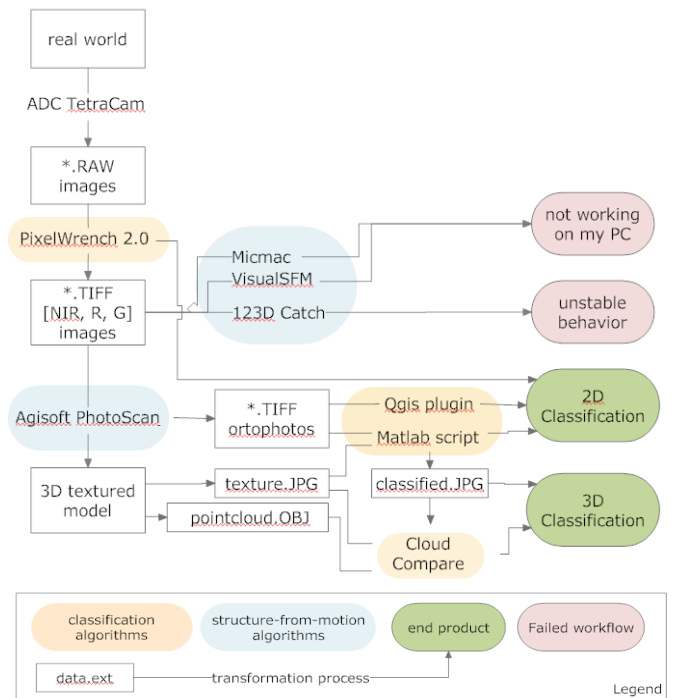 real world
ADC TetraCam
*.RAW
images
PixelWrench 2.0
*.TIFF
[NIR, R, G]
images
Micmac
VisualSFM
123D Catch
not working
on my PC
unstable
behavior
Agisoft PhotoScan
*.TIFF
ortophotos
Qgis plugin
Matlab script
2D
Classification
3D textured
model
texture.JPG
pointcloud.OBJ
classified.JPG
Cloud
Compare
3D
Classification
classification
algorithms
structure-from-motion
algorithms
end product
Failed workflow
data.ext
transformation process
Legend